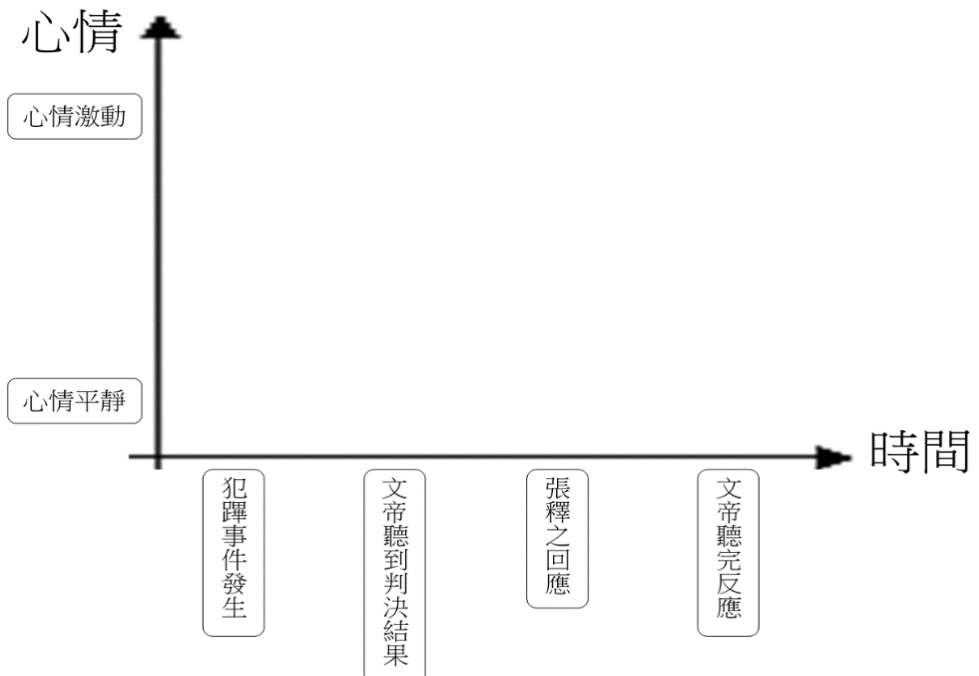 心情
心情激動
心情平靜
時間
犯蹕事件發生
文帝聽到判決結果
張釋之回應
文帝聽完反應